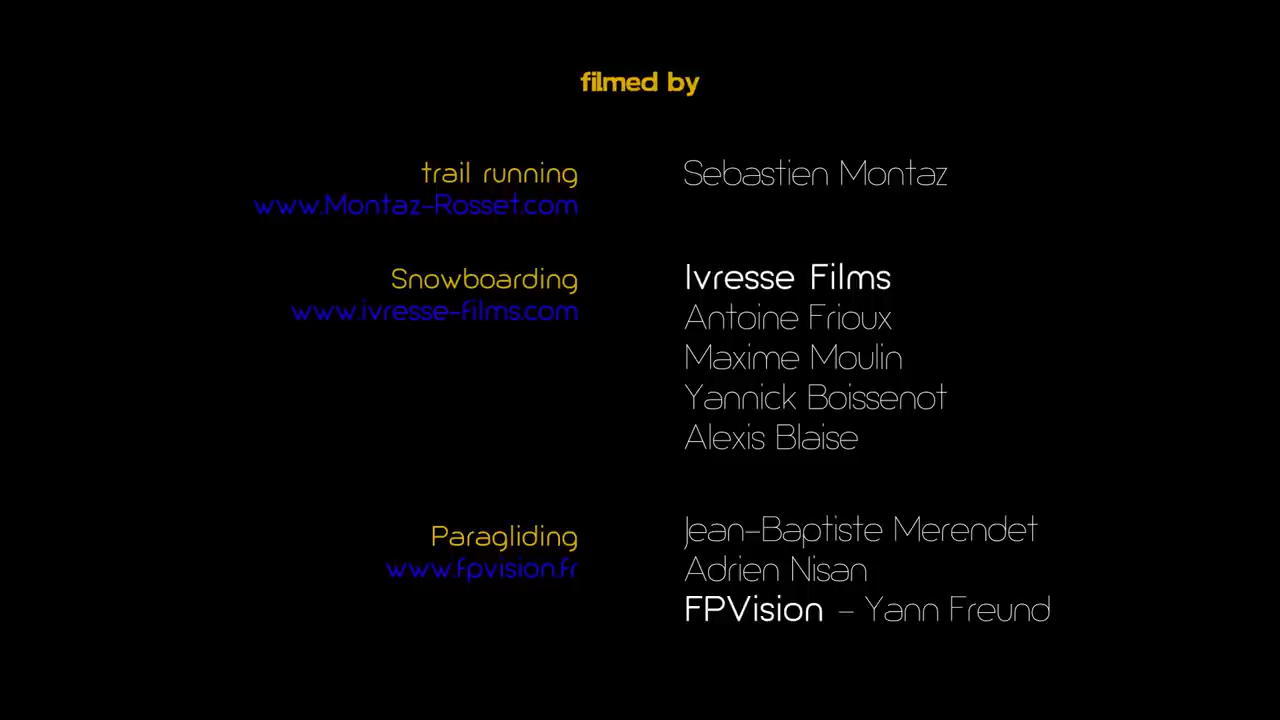 filmed by
trail running
www.Montaz-Rosset.com
Sebastien Montaz
Snowboarding
www.ivresse-films.com
Ivresse Films
Antoine Frioux
Maxime Moulin
Yannick Boissenot
Alexis Blaise
Paragliding
www.fpvision.fr
Jean-Baptiste Merendet
Adrien Nisan
FPVision - Yann Freund